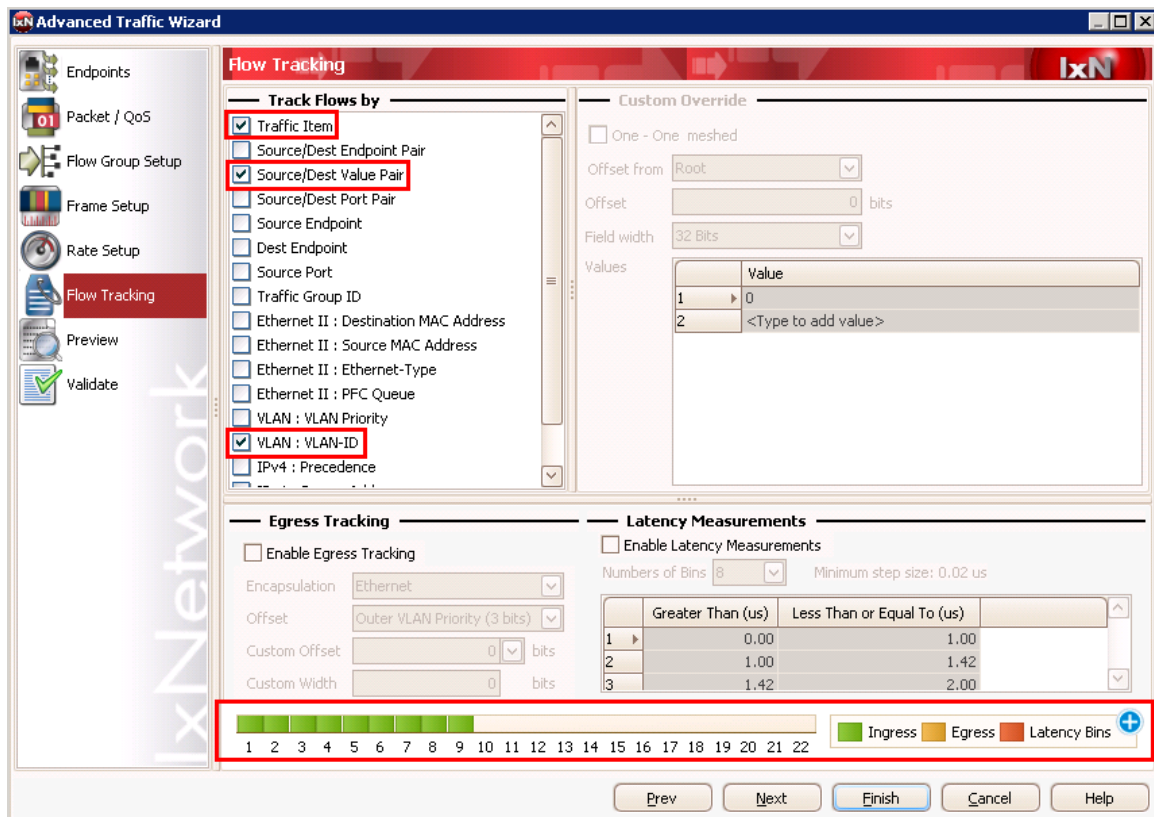 IxN Advanced Traffic Wizard
Endpoints
Packet / QoS
Flow Group Setup
Frame Setup
Rate Setup
Flow Tracking
Preview
Validate
IxNetwork
Flow Tracking
IxN
Track Flows by
Traffic Item
Source/Dest Endpoint Pair
Source/Dest Value Pair
Source/Dest Port Pair
Source Endpoint
Dest Endpoint
Source Port
Traffic Group ID
Ethernet II : Destination MAC Address
Ethernet II : Source MAC Address
Ethernet II : Ethernet-Type
Ethernet II : PFC Queue
VLAN : VLAN Priority
VLAN : VLAN-ID
IPv4 : Precedence
Custom Override
One - One meshed
Offset from Root
Offset 0 bits
Field width 32 Bits
Values
Value
1 0
2 <Type to add value>
Egress Tracking
Enable Egress Tracking
Encapsulation Ethernet
Offset Outer VLAN Priority (3 bits)
Custom Offset 0 bits
Custom Width 0 bits
Latency Measurements
Enable Latency Measurements
Numbers of Bins 8 Minimum step size: 0.02 us
Greater Than (us) Less Than or Equal To (us)
1 0.00 1.00
2 1.00 1.42
3 1.42 2.00
1 2 3 4 5 6 7 8 9 10 11 12 13 14 15 16 17 18 19 20 21 22
Ingress Egress Latency Bins
Prev Next Finish Cancel Help